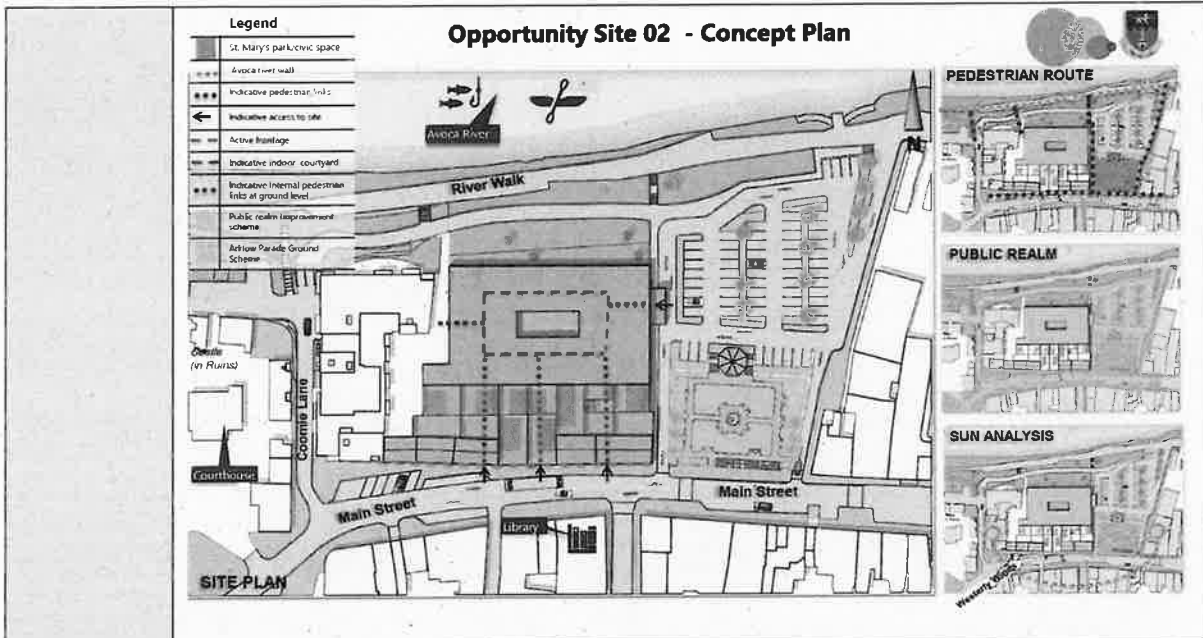 Legend
St. Mary's park/civic space
Avoca river wall
Indicative pedestrian links
Indicative access to site
Active frontage
Indicative indoor courtyard
Indicative internal pedestrian
links at ground level
Public realm improvement
scheme
Arklow Parade Ground
Scheme
Opportunity Site 02 - Concept Plan
Avoca River
N
River Walk
Castle
(in Ruins)
Coomie Lane
Courthouse
Main Street
Main Street
Library
SITE PLAN
PEDESTRIAN ROUTE
PUBLIC REALM
SUN ANALYSIS
Westerly Winds